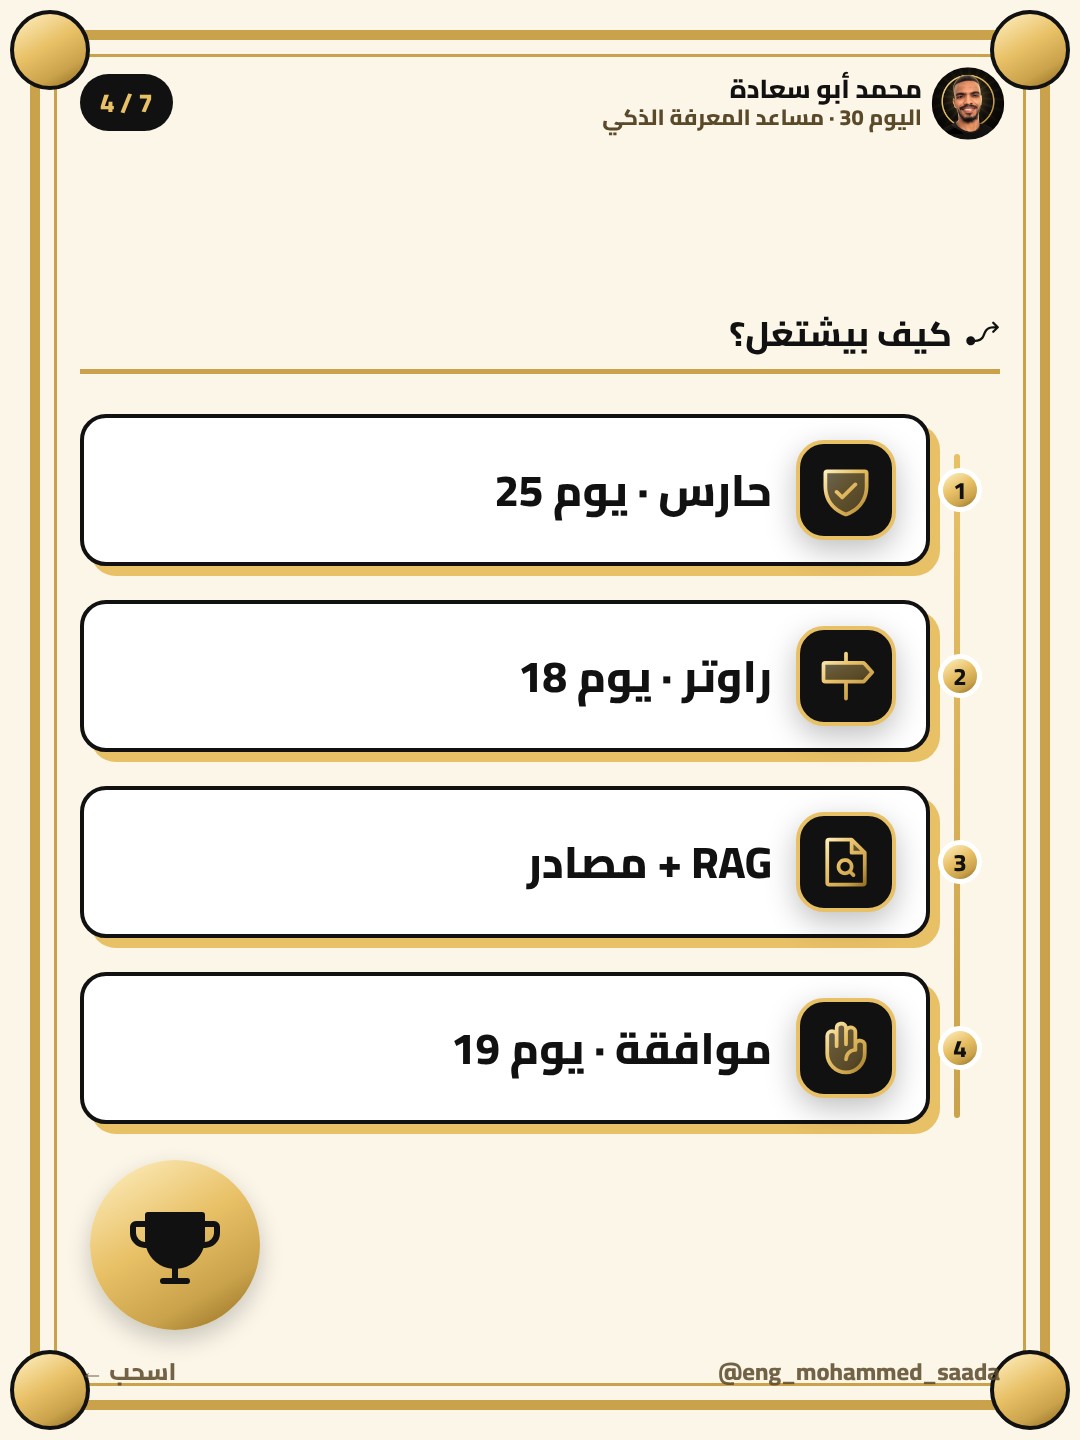 محمد أبو سعادة
اليوم 30 · مساعد المعرفة الذكي
4 / 7
كيف بيشتغل؟
1
حارس · يوم 25
2
راوتر · يوم 18
3
RAG + مصادر
4
موافقة · يوم 19
@eng_mohammed_saada
اسحب ←